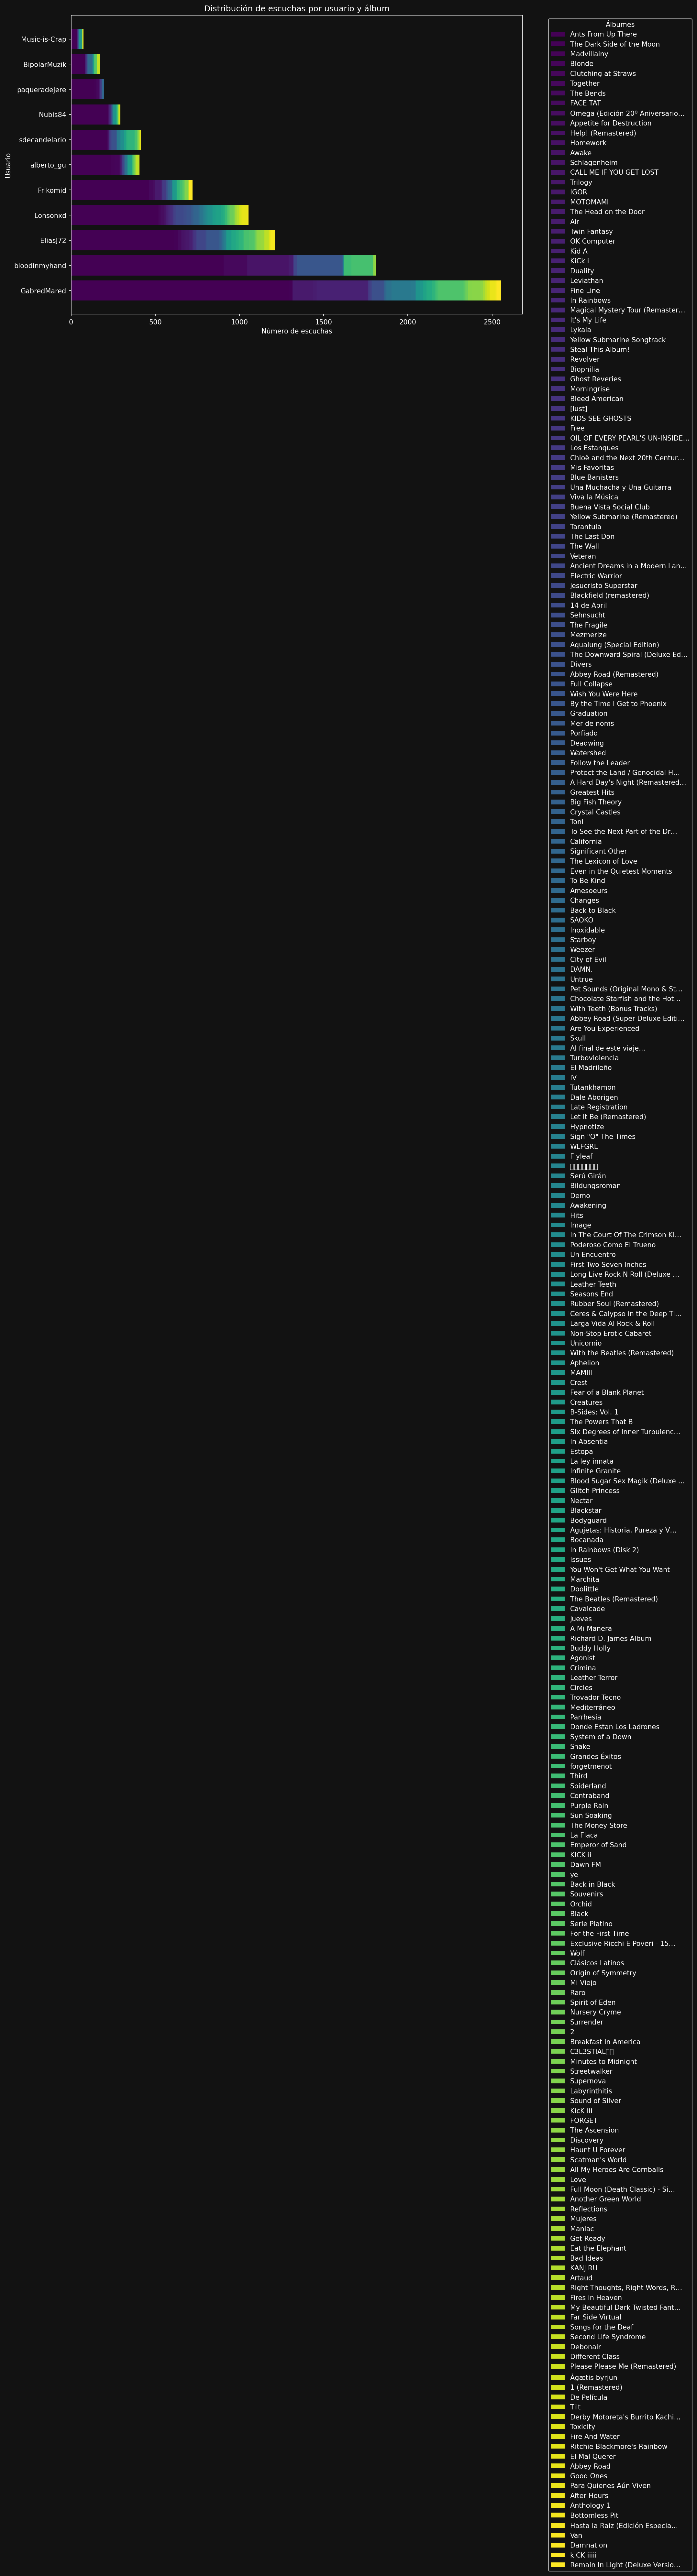 Distribución de escuchas por usuario y álbum
Usuario
Music-is-Crap
BipolarMuzik
paqueradejere
Nubis84
sdecandelario
alberto_gu
Frikomid
Lonsonxd
EliasJ72
bloodinmyhand
GabredMared
0
500
1000
1500
2000
2500
Número de escuchas
Álbumes
Ants From Up There
The Dark Side of the Moon
Madvillainy
Blonde
Clutching at Straws
Together
The Bends
FACE TAT
Omega (Edición 20º Aniversario...
Appetite for Destruction
Help! (Remastered)
Homework
Awake
Schlagenheim
CALL ME IF YOU GET LOST
Trilogy
IGOR
MOTOMAMI
The Head on the Door
Air
Twin Fantasy
OK Computer
Kid A
KiCk i
Duality
Leviathan
Fine Line
In Rainbows
Magical Mystery Tour (Remaster...
It's My Life
Lykaia
Yellow Submarine Songtrack
Steal This Album!
Revolver
Biophilia
Ghost Reveries
Morningrise
Bleed American
[lust]
KIDS SEE GHOSTS
Free
OIL OF EVERY PEARL'S UN-INSIDE...
Los Estanques
Chloë and the Next 20th Centur...
Mis Favoritas
Blue Banisters
Una Muchacha y Una Guitarra
Viva la Música
Buena Vista Social Club
Yellow Submarine (Remastered)
Tarantula
The Last Don
The Wall
Veteran
Ancient Dreams in a Modern Lan...
Electric Warrior
Jesucristo Superstar
Blackfield (remastered)
14 de Abril
Sehnsucht
The Fragile
Mezmerize
Aqualung (Special Edition)
The Downward Spiral (Deluxe Ed...
Divers
Abbey Road (Remastered)
Full Collapse
Wish You Were Here
By the Time I Get to Phoenix
Graduation
Mer de noms
Porfiado
Deadwing
Watershed
Follow the Leader
Protect the Land / Genocidal H...
A Hard Day's Night (Remastered...
Greatest Hits
Big Fish Theory
Crystal Castles
Toni
To See the Next Part of the Dr...
California
Significant Other
The Lexicon of Love
Even in the Quietest Moments
To Be Kind
Amesoeurs
Changes
Back to Black
SAOKO
Inoxidable
Starboy
Weezer
City of Evil
DAMN.
Untrue
Pet Sounds (Original Mono & St...
Chocolate Starfish and the Hot...
With Teeth (Bonus Tracks)
Abbey Road (Super Deluxe Editi...
Are You Experienced
Skull
Al final de este viaje...
Turboviolencia
El Madrileño
IV
Tutankhamon
Dale Aborigen
Late Registration
Let It Be (Remastered)
Hypnotize
Sign "O" The Times
WLFGRL
Flyleaf
Serú Girán
Bildungsroman
Demo
Awakening
Hits
Image
In The Court Of The Crimson Ki...
Poderoso Como El Trueno
Un Encuentro
First Two Seven Inches
Long Live Rock N Roll (Deluxe ...
Leather Teeth
Seasons End
Rubber Soul (Remastered)
Ceres & Calypso in the Deep Ti...
Larga Vida Al Rock & Roll
Non-Stop Erotic Cabaret
Unicornio
With the Beatles (Remastered)
Aphelion
MAMIII
Crest
Fear of a Blank Planet
Creatures
B-Sides: Vol. 1
The Powers That B
Six Degrees of Inner Turbulenc...
In Absentia
Estopa
La ley innata
Infinite Granite
Blood Sugar Sex Magik (Deluxe ...
Glitch Princess
Nectar
Blackstar
Bodyguard
Agujetas: Historia, Pureza y V...
Bocanada
In Rainbows (Disk 2)
Issues
You Won't Get What You Want
Marchita
Doolittle
The Beatles (Remastered)
Cavalcade
Jueves
A Mi Manera
Richard D. James Album
Buddy Holly
Agonist
Criminal
Leather Terror
Circles
Trovador Tecno
Mediterráneo
Parrhesia
Donde Estan Los Ladrones
System of a Down
Shake
Grandes Éxitos
forgetmenot
Third
Spiderland
Contraband
Purple Rain
Sun Soaking
The Money Store
La Flaca
Emperor of Sand
KICK ii
Dawn FM
ye
Back in Black
Souvenirs
Orchid
Black
Serie Platino
For the First Time
Exclusive Ricchi E Poveri - 15...
Wolf
Clásicos Latinos
Origin of Symmetry
Mi Viejo
Raro
Spirit of Eden
Nursery Cryme
Surrender
2
Breakfast in America
C3L3STIAL
Minutes to Midnight
Streetwalker
Supernova
Labyrinthitis
Sound of Silver
KicK iii
FORGET
The Ascension
Discovery
Haunt U Forever
Scatman's World
All My Heroes Are Cornballs
Love
Full Moon (Death Classic) - Si...
Another Green World
Reflections
Mujeres
Maniac
Get Ready
Eat the Elephant
Bad Ideas
KANJIRU
Artaud
Right Thoughts, Right Words, R...
Fires in Heaven
My Beautiful Dark Twisted Fant...
Far Side Virtual
Songs for the Deaf
Second Life Syndrome
Debonair
Different Class
Please Please Me (Remastered)
Ágætis byrjun
1 (Remastered)
De Película
Tilt
Derby Motoreta's Burrito Kachi...
Toxicity
Fire And Water
Ritchie Blackmore's Rainbow
El Mal Querer
Abbey Road
Good Ones
Para Quienes Aún Viven
After Hours
Anthology 1
Bottomless Pit
Hasta la Raíz (Edición Especia...
Van
Damnation
kiCK iiiii
Remain In Light (Deluxe Versio...